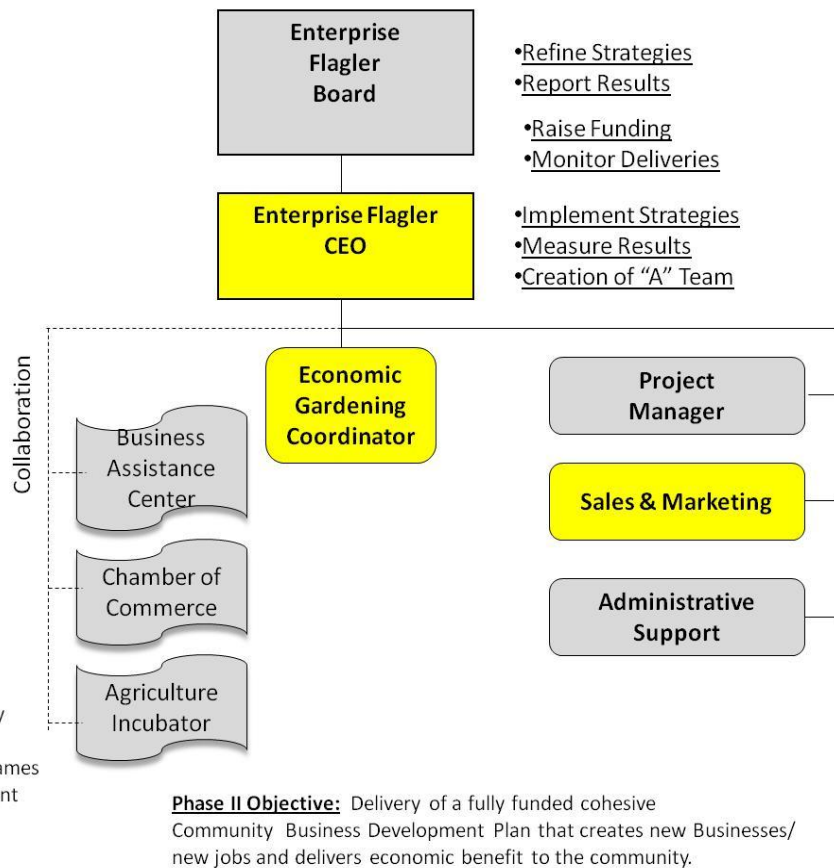 Enterprise
Flagler
Board
•Refine Strategies
•Report Results
•Raise Funding
•Monitor Deliveries
Enterprise Flagler
CEO
•Implement Strategies
•Measure Results
•Creation of “A” Team
Collaboration
Economic
Gardening
Coordinator
Business
Assistance
Center
Chamber of
Commerce
Agriculture
Incubator
Project
Manager
Sales & Marketing
Administrative
Support
Phase II Objective: Delivery of a fully funded cohesive
Community Business Development Plan that creates new Businesses/
new jobs and delivers economic benefit to the community.